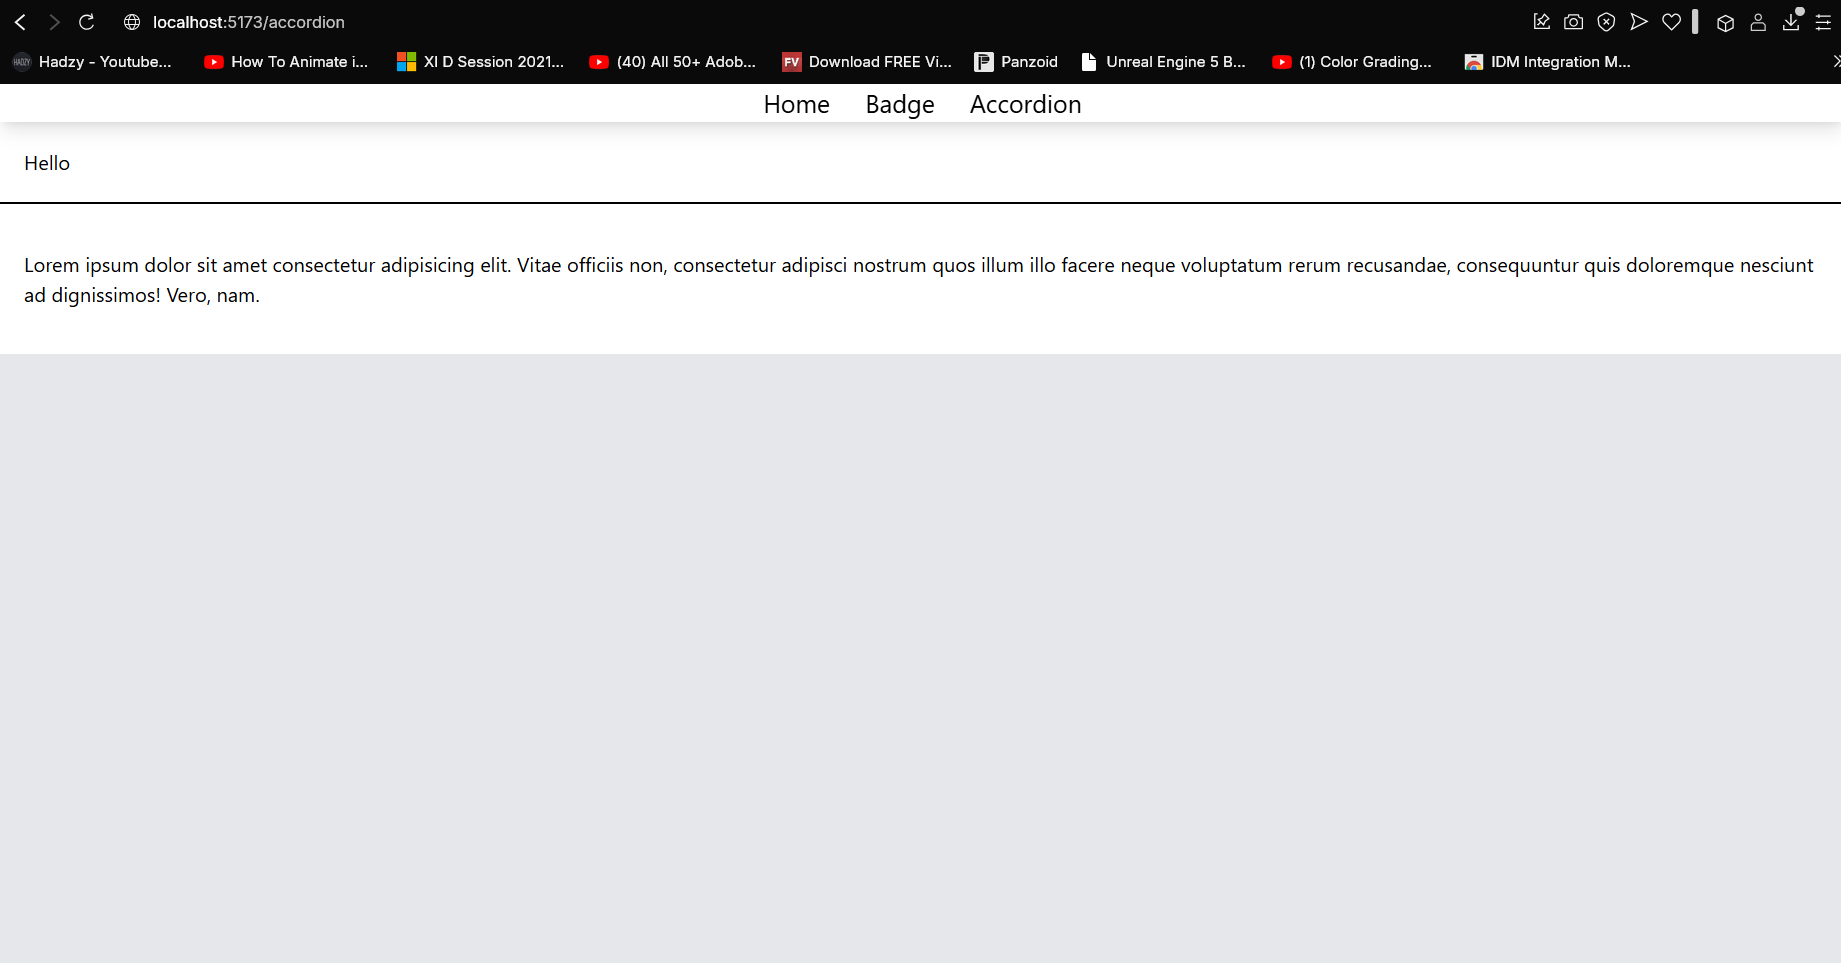 localhost:5173/accordion
HADZY Hadzy - Youtube... How To Animate i... XI D Session 2021... (40) All 50+ Adob... FV Download FREE Vi... Panzoid Unreal Engine 5 B... (1) Color Grading... IDM Integration M...
Home Badge Accordion
Hello
Lorem ipsum dolor sit amet consectetur adipisicing elit. Vitae officiis non, consectetur adipisci nostrum quos illum illo facere neque voluptatum rerum recusandae, consequuntur quis doloremque nesciunt
ad dignissimos! Vero, nam.